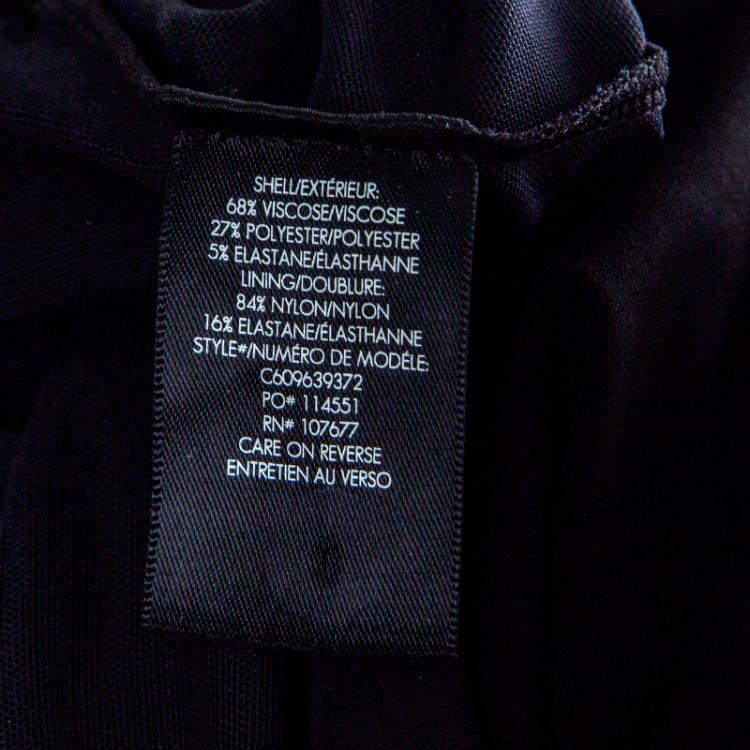 SHELL/EXTÉRIEUR:
68% VISCOSE/VISCOSE
27% POLYESTER/POLYESTER
5% ELASTANE/ÉLASTHANNE
LINING/DOUBLURE:
84% NYLON/NYLON
16% ELASTANE/ÉLASTHANNE
STYLE#/NUMÉRO DE MODÉLE:
C609639372
PO# 114551
RN# 107677
CARE ON REVERSE
ENTRETIEN AU VERSO